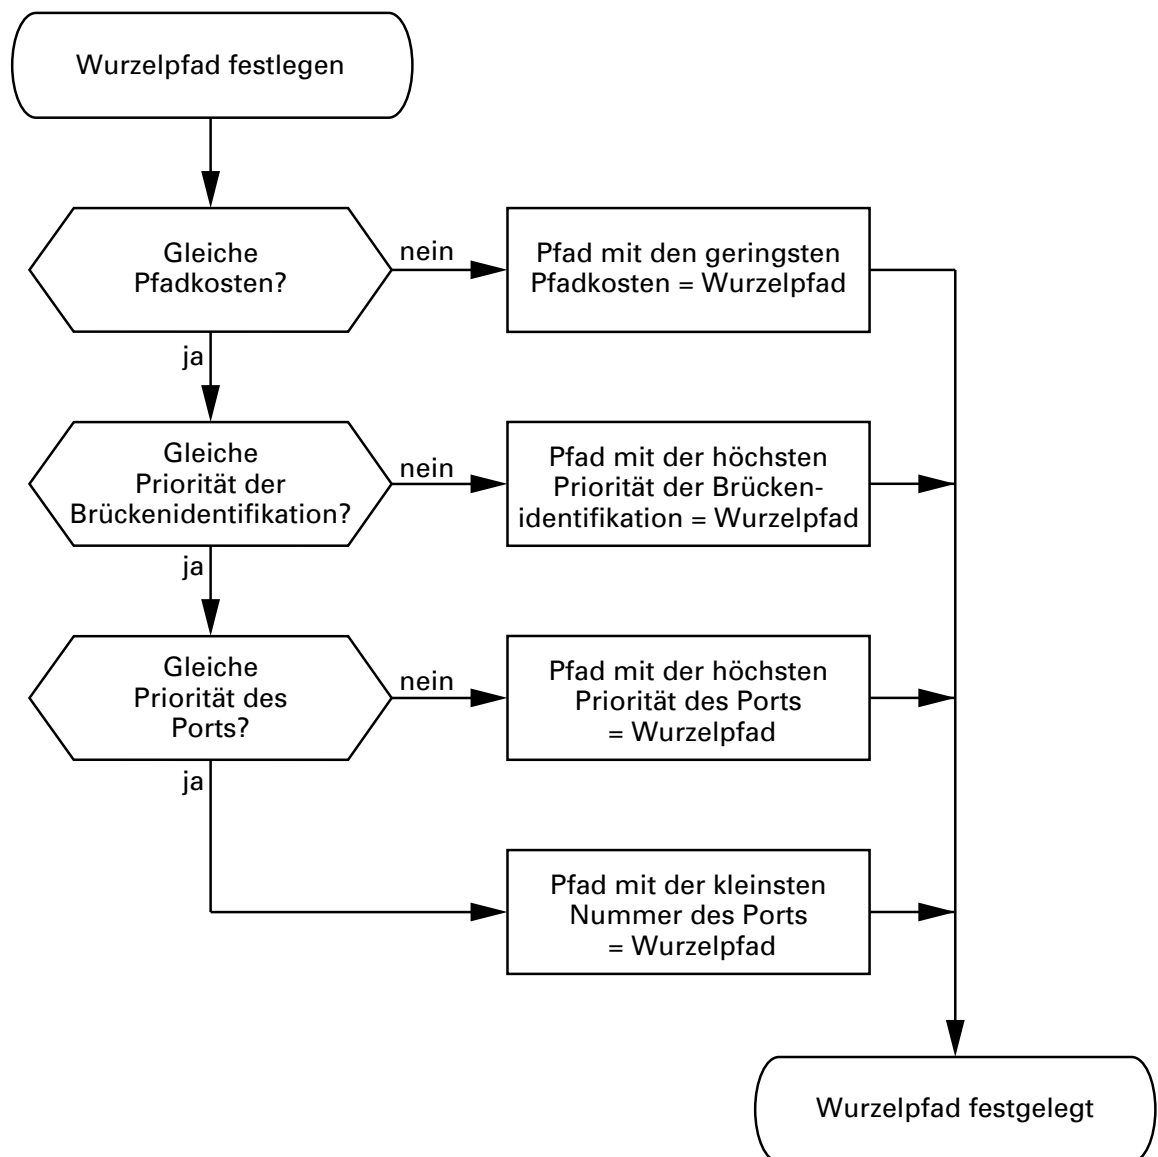 Wurzelpfad festlegen
Gleiche
Pfadkosten?
nein
Pfad mit den geringsten
Pfadkosten = Wurzelpfad
ja
Gleiche
Priorität der
Brückenidentifikation?
nein
Pfad mit der höchsten
Priorität der Brücken-
identifikation = Wurzelpfad
ja
Gleiche
Priorität des
Ports?
nein
Pfad mit der höchsten
Priorität des Ports
= Wurzelpfad
ja
Pfad mit der kleinsten
Nummer des Ports
= Wurzelpfad
Wurzelpfad festgelegt